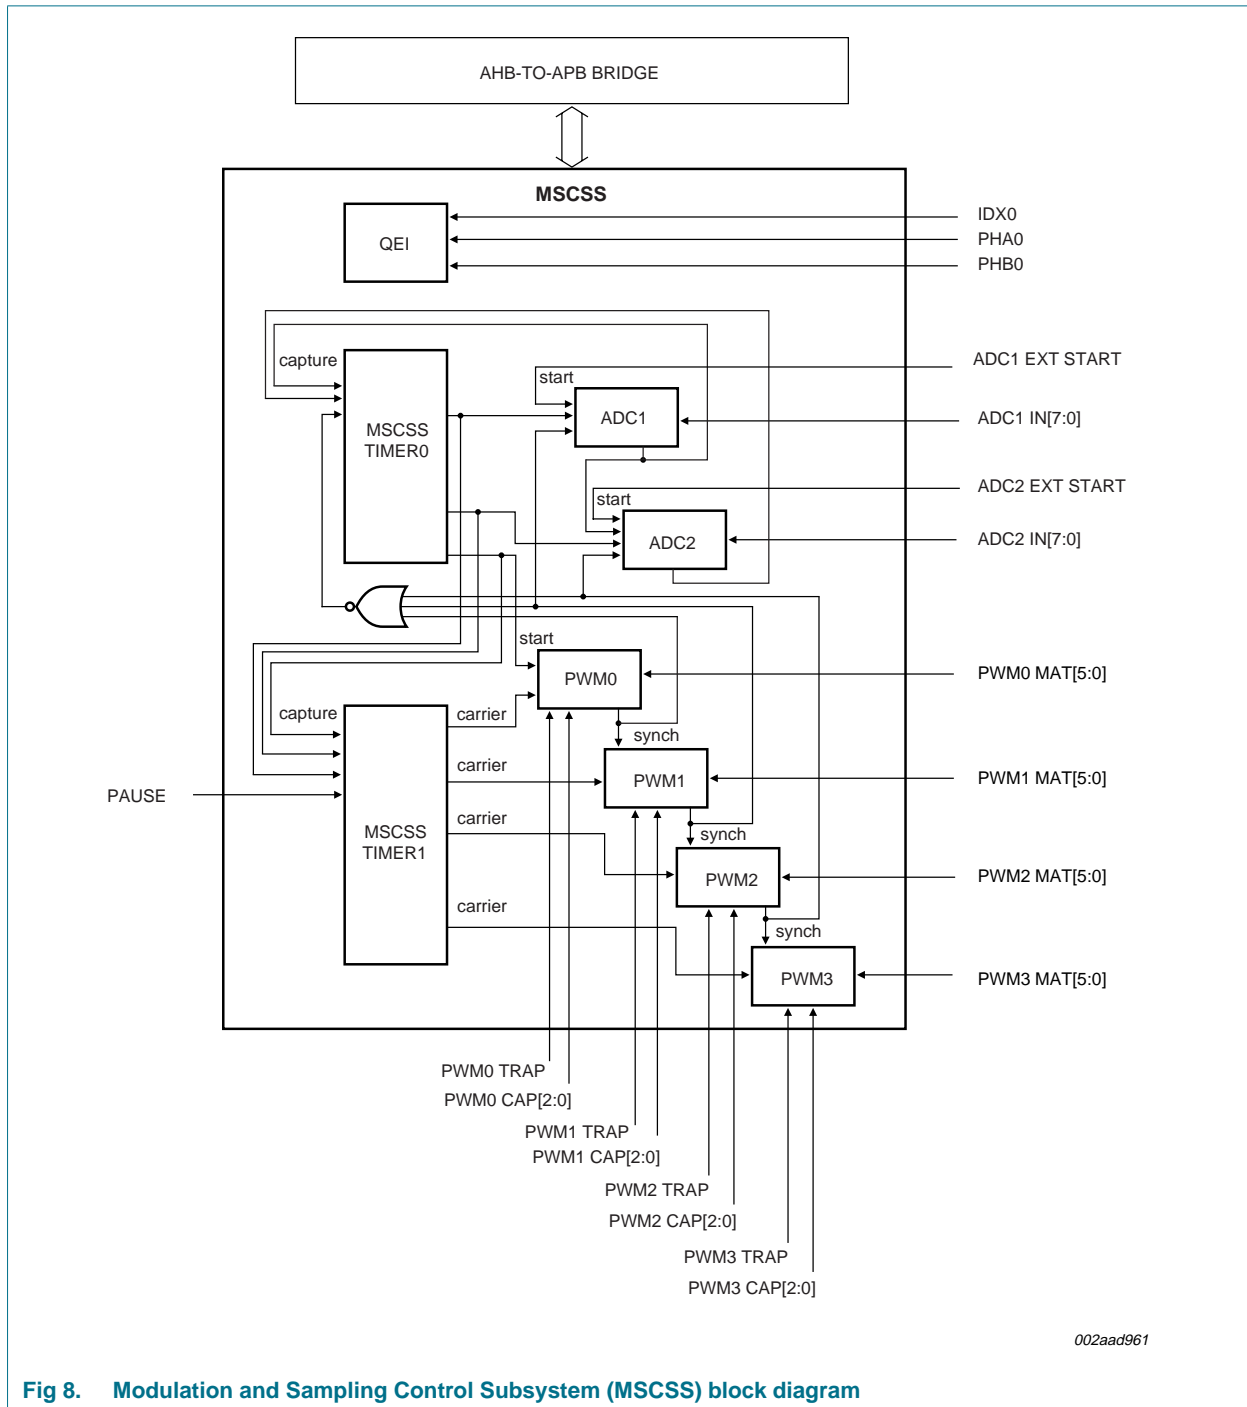 AHB-TO-APB BRIDGE
MSCSS
QEI
IDX0
PHA0
PHB0
capture
ADC1 EXT START
start
MSCSS
TIMER0
ADC1
ADC1 IN[7:0]
ADC2 EXT START
start
ADC2
ADC2 IN[7:0]
start
PWM0
PWM0 MAT[5:0]
capture
carrier
synch
carrier
PWM1
PWM1 MAT[5:0]
PAUSE
MSCSS
TIMER1
carrier
synch
PWM2
PWM2 MAT[5:0]
carrier
synch
PWM3
PWM3 MAT[5:0]
PWM0 TRAP
PWM0 CAP[2:0]
PWM1 TRAP
PWM1 CAP[2:0]
PWM2 TRAP
PWM2 CAP[2:0]
PWM3 TRAP
PWM3 CAP[2:0]
002aad961
Fig 8. Modulation and Sampling Control Subsystem (MSCSS) block diagram